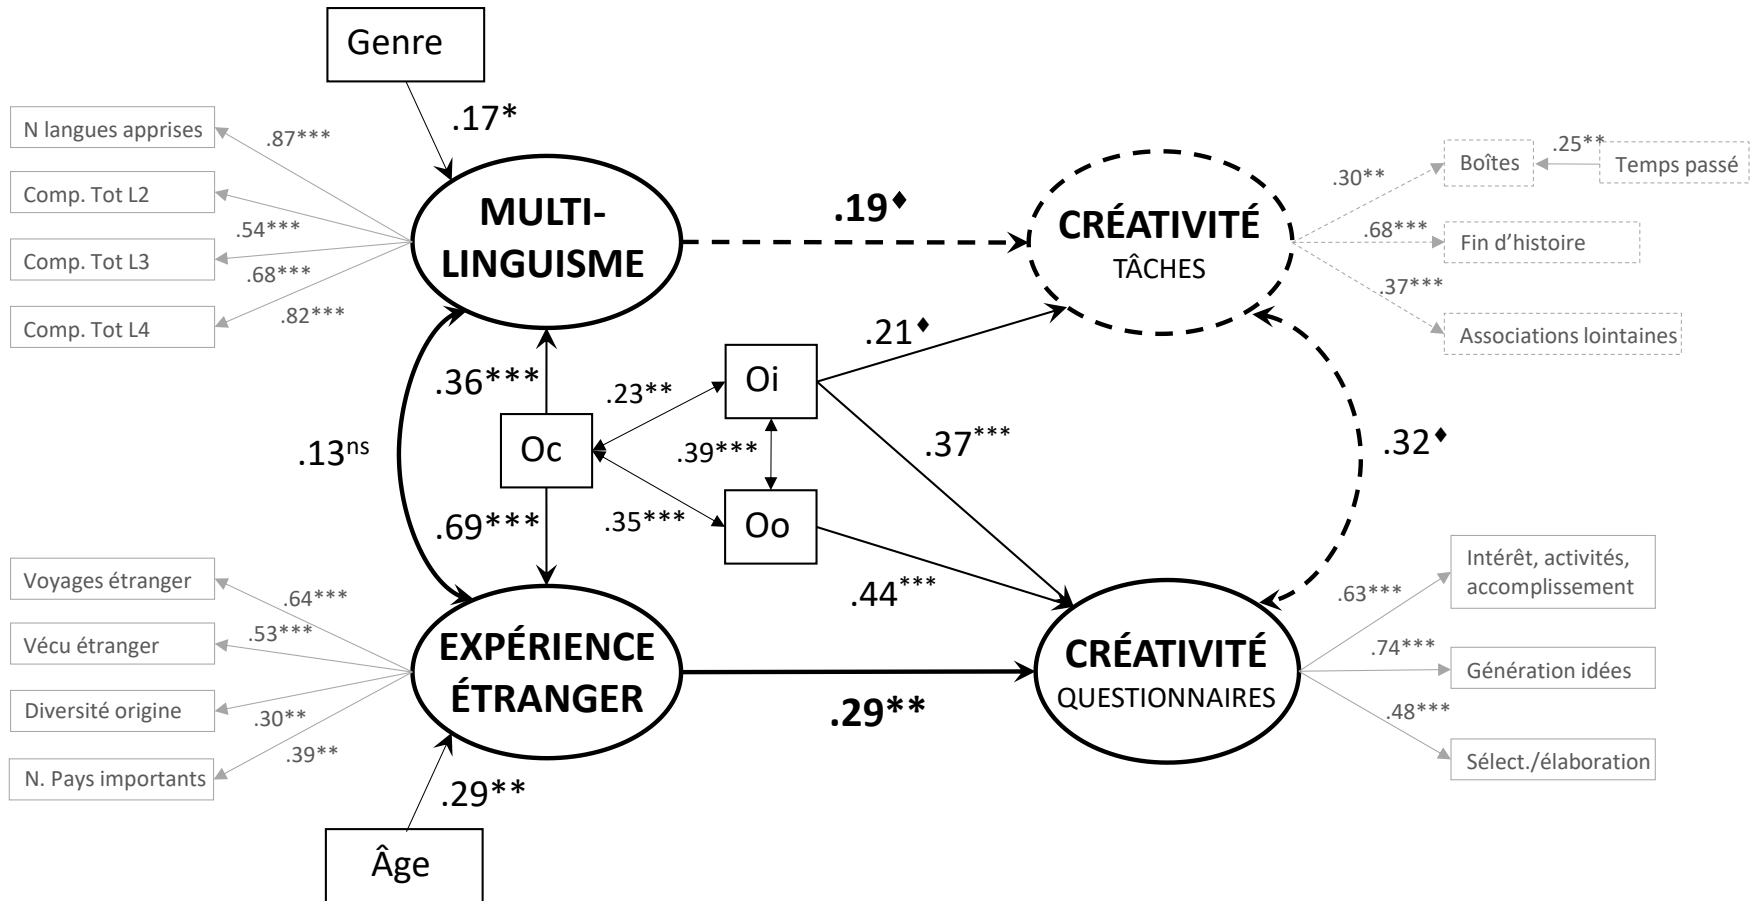 Genre
.17*
N langues apprises
.87***
Comp. Tot L2
.54***
Comp. Tot L3
.68***
Comp. Tot L4
.82***
MULTI-
LINGUISME
.19♦
CRÉATIVITÉ
TÂCHES
.30**
Boîtes
.25**
Temps passé
.68***
Fin d’histoire
.37***
Associations lointaines
.21♦
.36***
.23**
Oi
Oc
.13ns
.39***
.37***
.32♦
.69***
.35***
Oo
.44***
Voyages étranger
.64***
Vécu étranger
.53***
Diversité origine
.30**
N. Pays importants
.39**
EXPÉRIENCE
ÉTRANGER
.29**
CRÉATIVITÉ
QUESTIONNAIRES
.63***
Intérêt, activités,
accomplissement
.74***
Génération idées
.48***
Sélect./élaboration
.29**
Âge